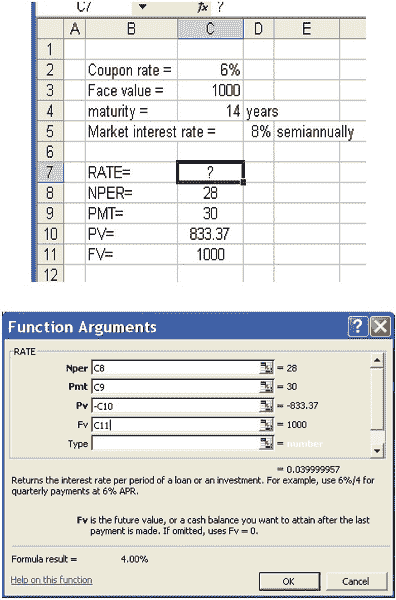 C7 fx ?
A B C D E
1
2 Coupon rate = 6%
3 Face value = 1000
4 maturity = 14 years
5 Market interest rate = 8% semiannually
6
7 RATE= ?
8 NPER= 28
9 PMT= 30
10 PV= 833.37
11 FV= 1000
12
Function Arguments
RATE
Nper C8 = 28
Pmt C9 = 30
Pv -C10 = -833.37
Fv C11 = 1000
Type = number
= 0.039999957
Returns the interest rate per period of a loan or an investment. For example, use 6%/4 for
quarterly payments at 6% APR.
Fv is the future value, or a cash balance you want to attain after the last
payment is made. If omitted, uses Fv = 0.
Formula result = 4.00%
Help on this function OK Cancel